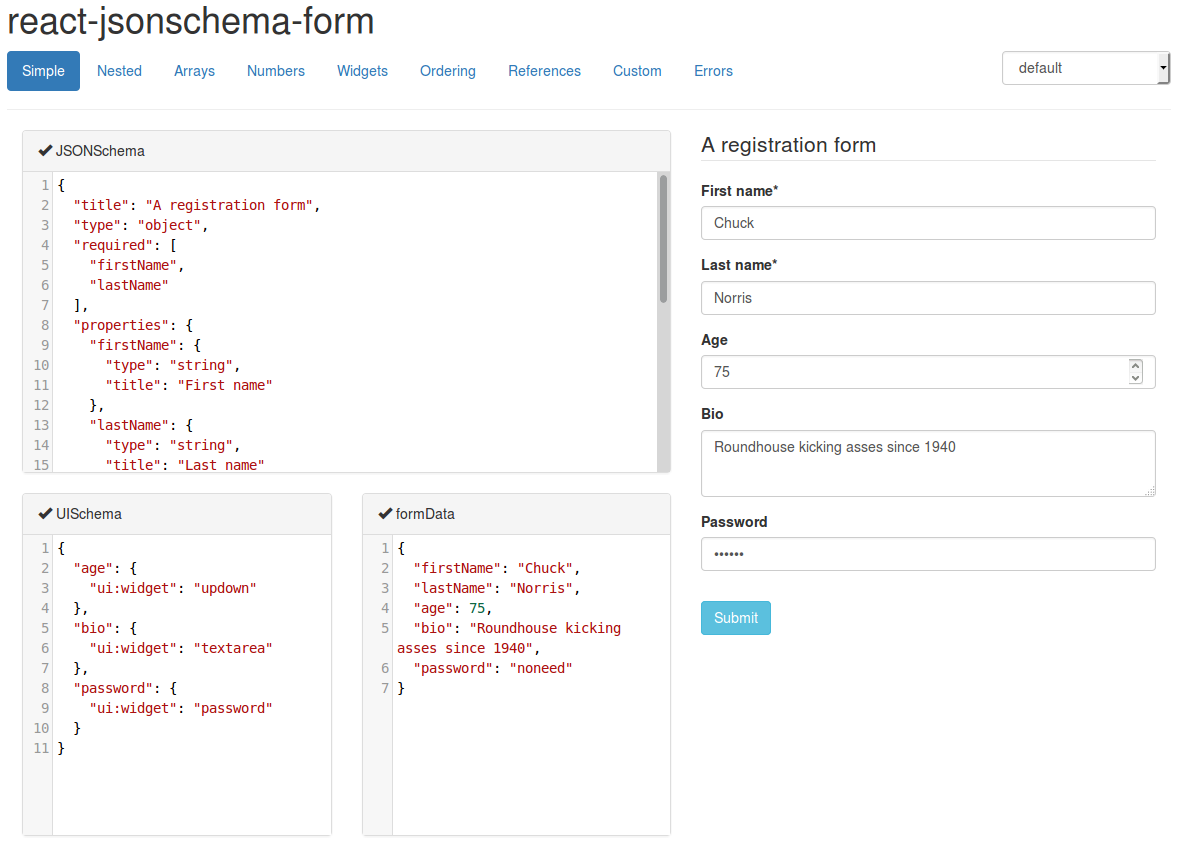 react-jsonschema-form
Simple Nested Arrays Numbers Widgets Ordering References Custom Errors default
✔ JSONSchema
1 {
2   "title": "A registration form",
3   "type": "object",
4   "required": [
5     "firstName",
6     "lastName"
7   ],
8   "properties": {
9     "firstName": {
10       "type": "string",
11       "title": "First name"
12     },
13     "lastName": {
14       "type": "string",
15       "title": "Last name"
✔ UISchema
1 {
2   "age": {
3     "ui:widget": "updown"
4   },
5   "bio": {
6     "ui:widget": "textarea"
7   },
8   "password": {
9     "ui:widget": "password"
10   }
11 }
✔ formData
1 {
2   "firstName": "Chuck",
3   "lastName": "Norris",
4   "age": 75,
5   "bio": "Roundhouse kicking
asses since 1940",
6   "password": "noneed"
7 }
A registration form
First name*
Chuck
Last name*
Norris
Age
75
Bio
Roundhouse kicking asses since 1940
Password
••••••
Submit